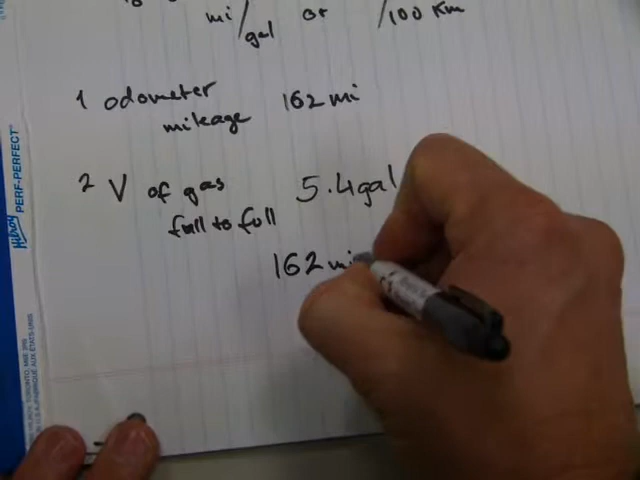 mi/gal or /100 Km
1 odometer 162 mi
mileage
2 V of gas 5.4 gal
full to full
162 mi
Hilroy PERF-PERFECT